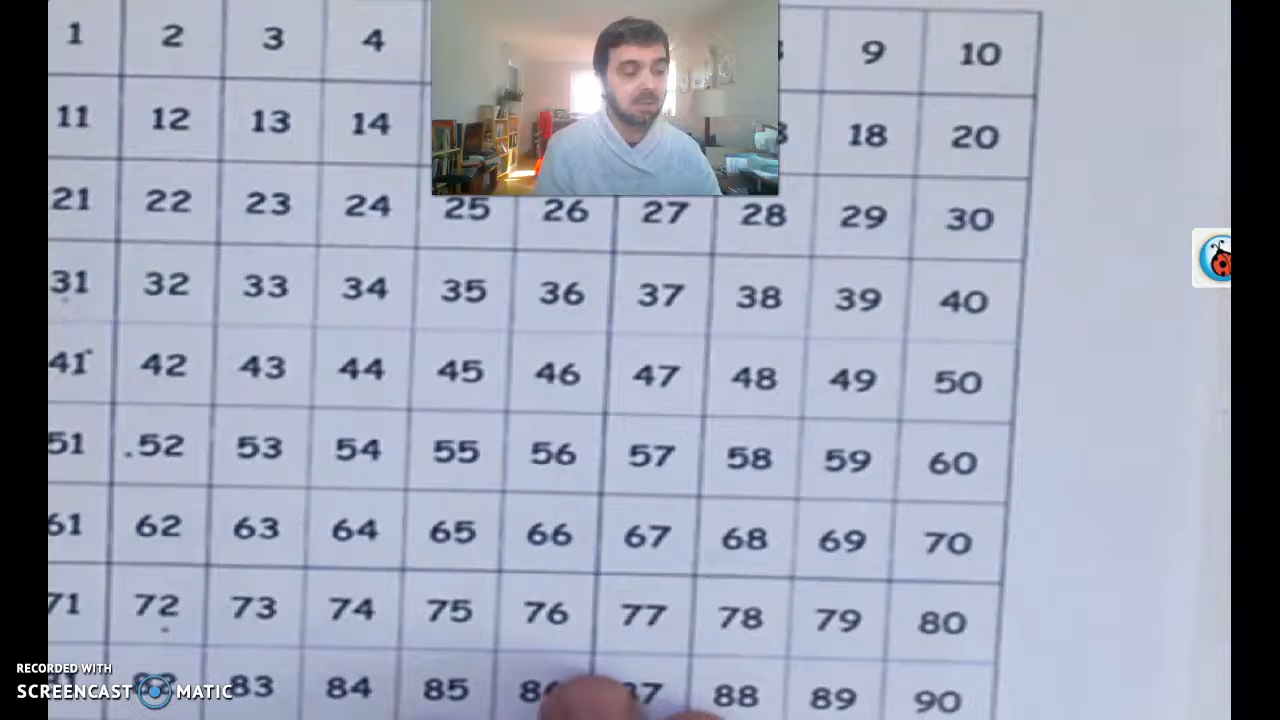 1 2 3 4 9 10
11 12 13 14 18 20
21 22 23 24 25 26 27 28 29 30
31 32 33 34 35 36 37 38 39 40
41 42 43 44 45 46 47 48 49 50
51 52 53 54 55 56 57 58 59 60
61 62 63 64 65 66 67 68 69 70
71 72 73 74 75 76 77 78 79 80
83 84 85 88 89 90
RECORDED WITH
SCREENCAST MATIC